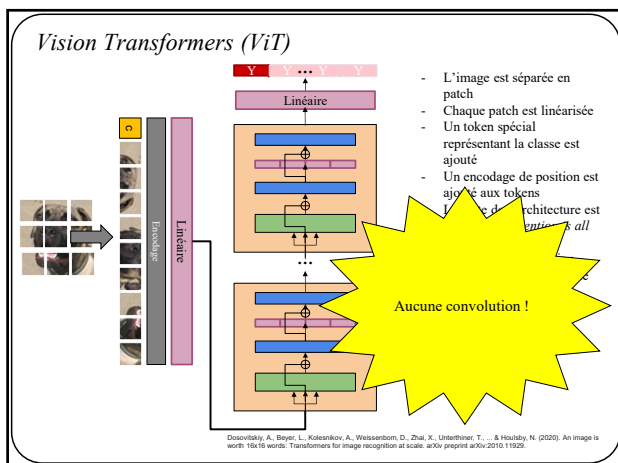 Vision Transformers (ViT)
Y Y Y Y
...
Linéaire
C
Encodage
Linéaire
...
- L'image est séparée en
patch
- Chaque patch est linéarisée
- Un token spécial
représentant la classe est
ajouté
- Un encodage de position est
ajouté aux tokens
architecture est
all
Aucune convolution !
Dosovitskiy, A., Beyer, L., Kolesnikov, A., Weissenborn, D., Zhai, X., Unterthiner, T., ... & Houlsby, N. (2020). An image is
worth 16x16 words: Transformers for image recognition at scale. arXiv preprint arXiv:2010.11929.